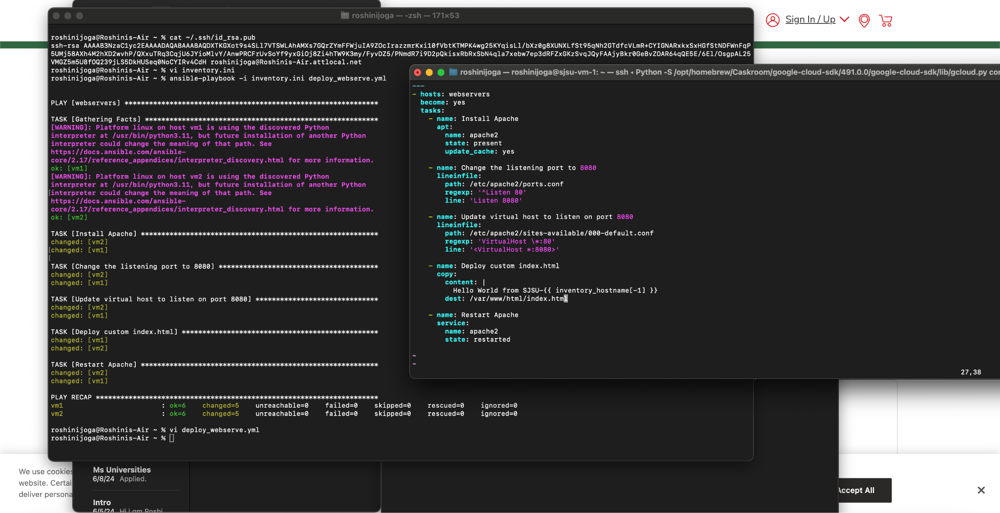 Sign In / Up
roshinijoga — -zsh — 171×53
roshinijoga@Roshinis-Air ~ % cat ~/.ssh/id_rsa.pub
ssh-rsa AAAAB3NzaC1yc2EAAAADAQABAAABAQDXTKGXot9s4SLl7VTSWLAhAMXs7GQrZYmFFWjuIA9ZOcIrazzmrKxi10fVbtKTMPK4wg25KYqisLl/bXz0g8XUNXLfSt95qNh2GTdfcVLmR+CYIGNARxkxSxHGfStNDFWnFqP
5UMj58AXh4M2hXD2wvhP/QXxuTRq3CqjU6JYioMlvY/AnwPRCFrUvSoYf9yxGiOj8Zi4hTW9K3my/FyvDZ5/PNmdR7i9D2pQkisxRbRxSbN4qla7xebw7ep3dRFZxGKzSvqJQyFAAjyBkr0GeBvZOAR64qQE5E/6El/OsgpAL25
VMGZ5m5U8fOQ239jLS5DkHUSeq0NoCYIRv4CdH roshinijoga@Roshinis-Air.attlocal.net
roshinijoga@Roshinis-Air ~ % vi inventory.ini
roshinijoga@Roshinis-Air ~ % ansible-playbook -i inventory.ini deploy_webserve.yml
PLAY [webservers] **************************************************************
TASK [Gathering Facts] *********************************************************
[WARNING]: Platform linux on host vm1 is using the discovered Python
interpreter at /usr/bin/python3.11, but future installation of another Python
interpreter could change the meaning of that path. See
https://docs.ansible.com/ansible-
core/2.17/reference_appendices/interpreter_discovery.html for more information.
ok: [vm1]
[WARNING]: Platform linux on host vm2 is using the discovered Python
interpreter at /usr/bin/python3.11, but future installation of another Python
interpreter could change the meaning of that path. See
https://docs.ansible.com/ansible-
core/2.17/reference_appendices/interpreter_discovery.html for more information.
ok: [vm2]
TASK [Install Apache] **********************************************************
changed: [vm2]
changed: [vm1]
TASK [Change the listening port to 8080] ***************************************
changed: [vm2]
changed: [vm1]
TASK [Update virtual host to listen on port 8080] ******************************
changed: [vm2]
changed: [vm1]
TASK [Deploy custom index.html] ************************************************
changed: [vm1]
changed: [vm2]
TASK [Restart Apache] **********************************************************
changed: [vm2]
changed: [vm1]
PLAY RECAP *********************************************************************
vm1 : ok=6 changed=5 unreachable=0 failed=0 skipped=0 rescued=0 ignored=0
vm2 : ok=6 changed=5 unreachable=0 failed=0 skipped=0 rescued=0 ignored=0
roshinijoga@Roshinis-Air ~ % vi deploy_webserve.yml
roshinijoga@Roshinis-Air ~ %
roshinijoga — roshinijoga@sjsu-vm-1: ~ — ssh ◂ Python -S /opt/homebrew/Caskroom/google-cloud-sdk/491.0.0/google-cloud-sdk/lib/gcloud.py con
---
- hosts: webservers
  become: yes
  tasks:
    - name: Install Apache
      apt:
        name: apache2
        state: present
        update_cache: yes
    - name: Change the listening port to 8080
      lineinfile:
        path: /etc/apache2/ports.conf
        regexp: '^Listen 80'
        line: 'Listen 8080'
    - name: Update virtual host to listen on port 8080
      lineinfile:
        path: /etc/apache2/sites-available/000-default.conf
        regexp: 'VirtualHost \*:80'
        line: '<VirtualHost *:8080>'
    - name: Deploy custom index.html
      copy:
        content: |
          Hello World from SJSU-{{ inventory_hostname[-1] }}
        dest: /var/www/html/index.html
    - name: Restart Apache
      service:
        name: apache2
        state: restarted
~
~
27,38
Ms Universities
6/8/24 Applied.
Intro
6/5/24 Hi i am Roshi
We use cookies
website. Certai
deliver persona
Accept All